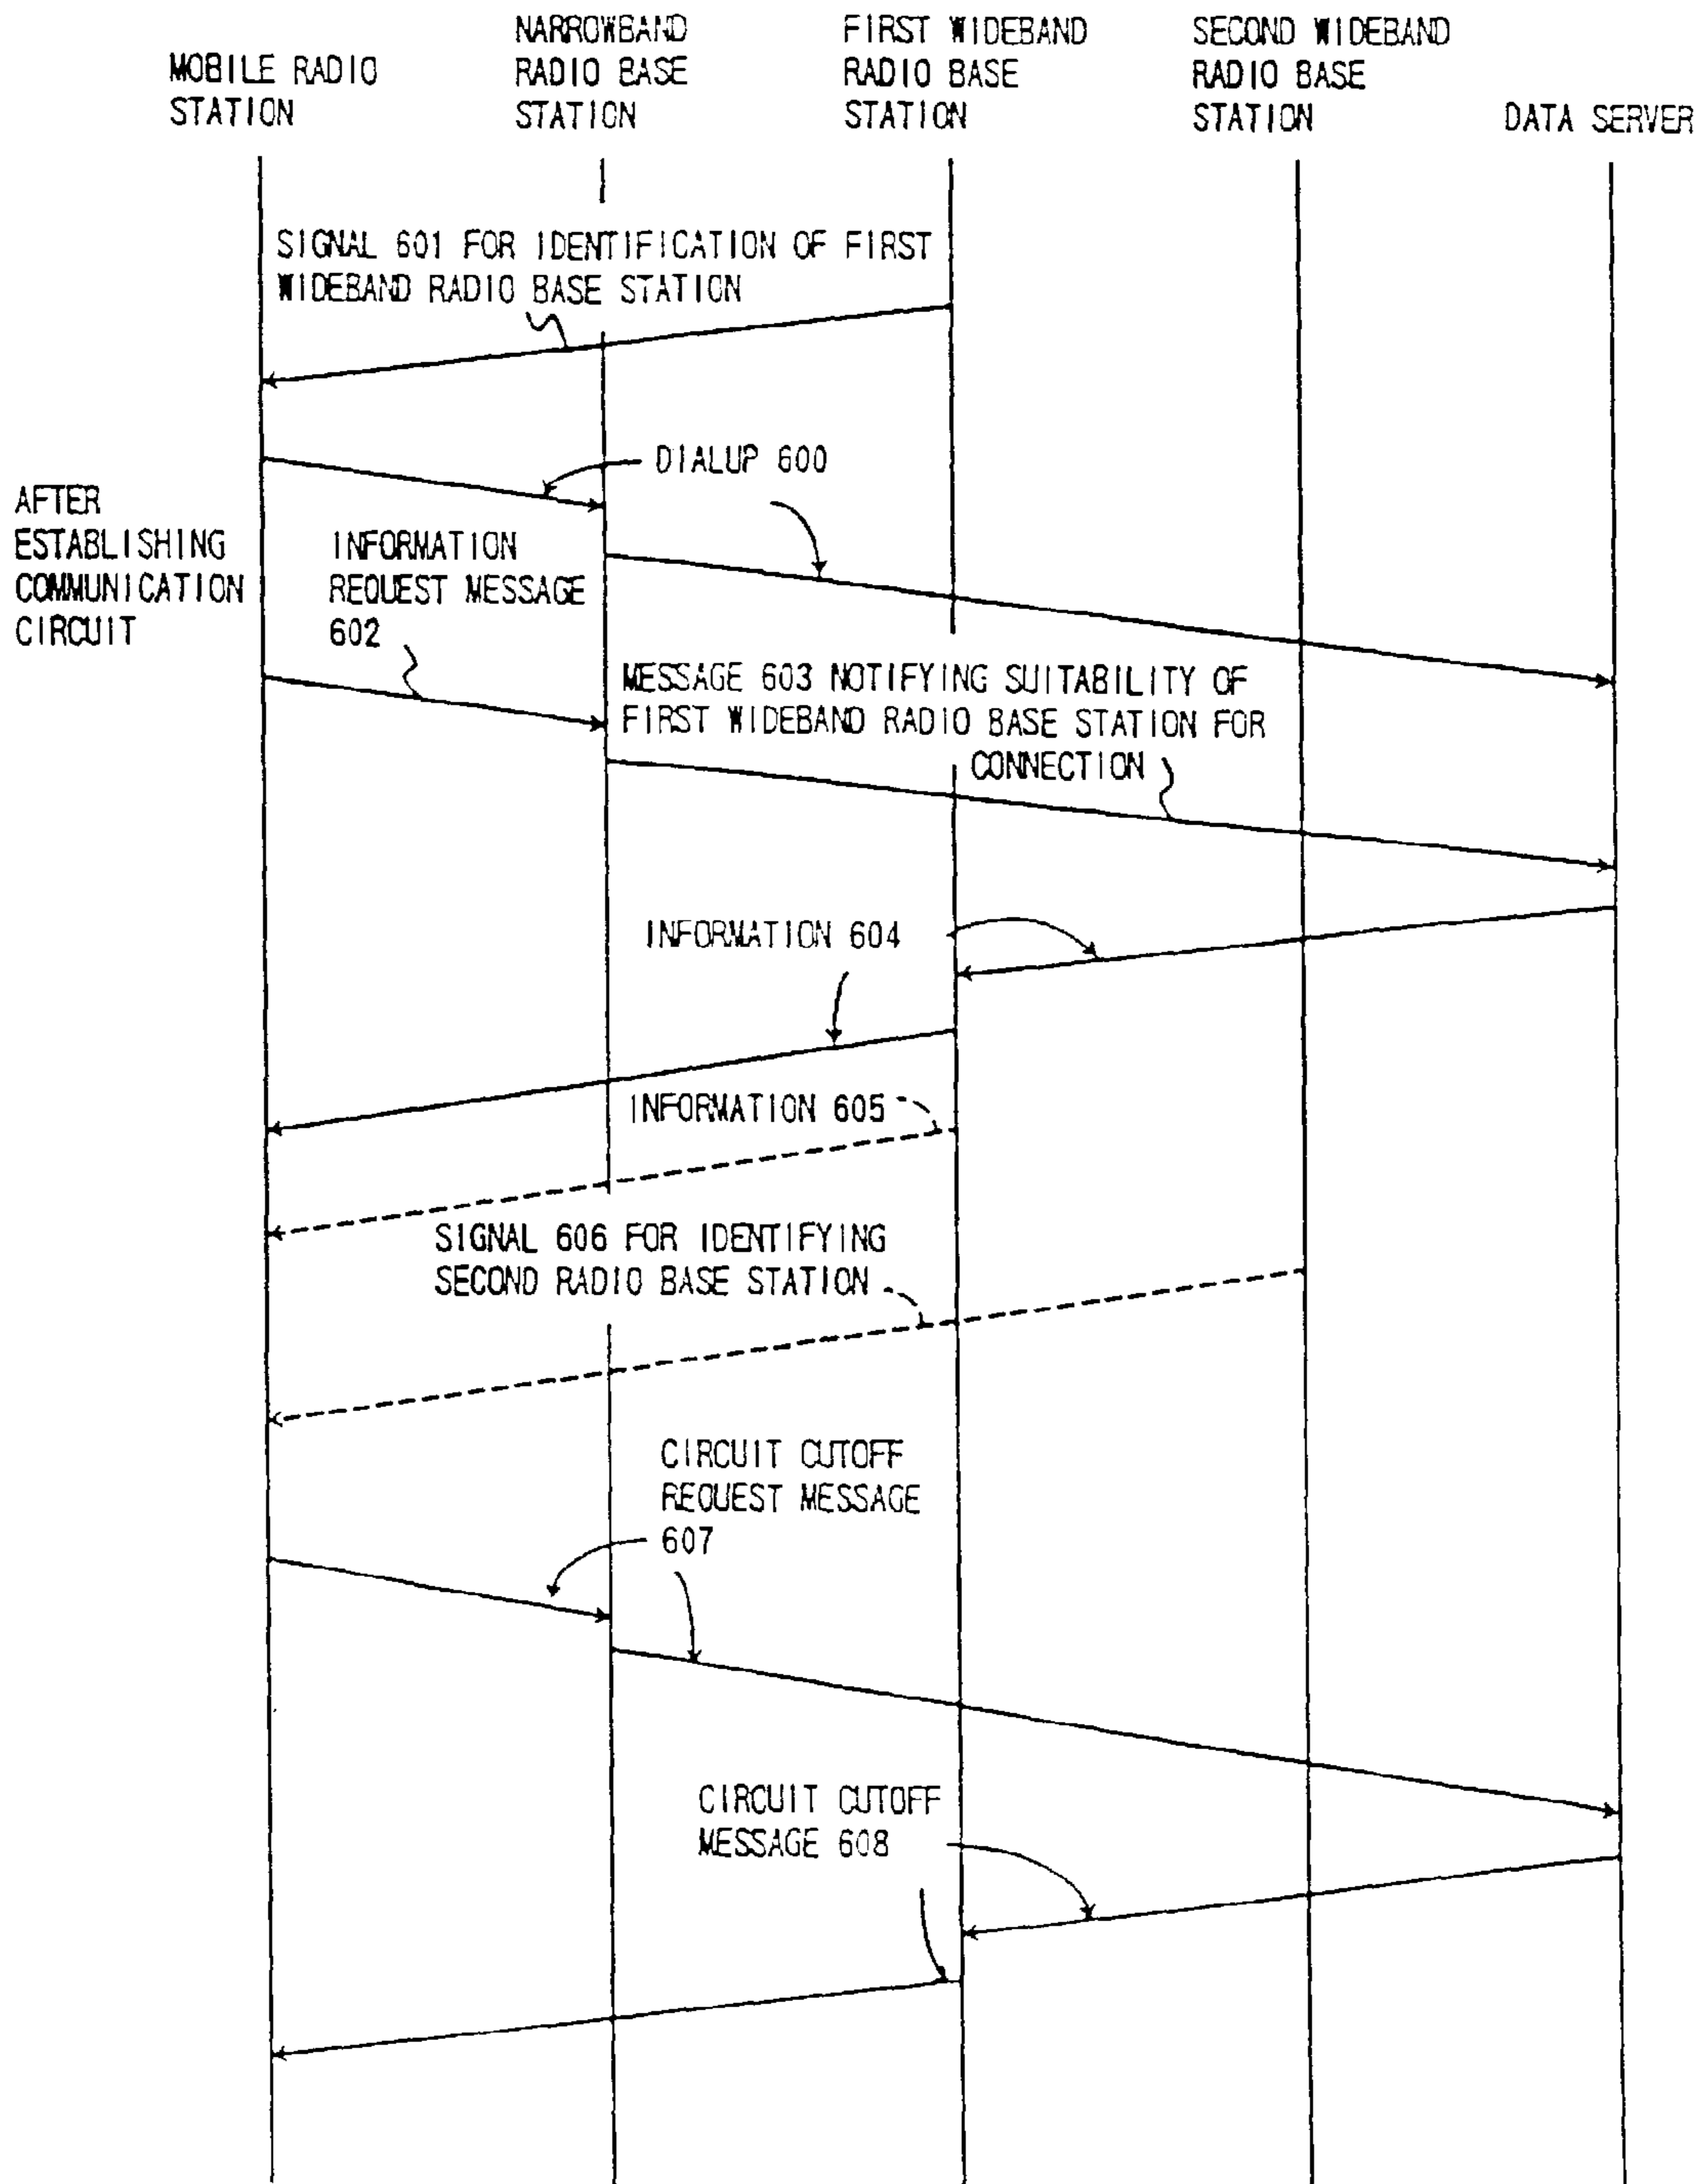 MOBILE RADIO
STATION
NARROWBAND
RADIO BASE
STATION
FIRST WIDEBAND
RADIO BASE
STATION
SECOND WIDEBAND
RADIO BASE
STATION
DATA SERVER
SIGNAL 601 FOR IDENTIFICATION OF FIRST
WIDEBAND RADIO BASE STATION
DIALUP 600
AFTER
ESTABLISHING
COMMUNICATION
CIRCUIT
INFORMATION
REQUEST MESSAGE
602
MESSAGE 603 NOTIFYING SUITABILITY OF
FIRST WIDEBAND RADIO BASE STATION FOR
CONNECTION
INFORMATION 604
INFORMATION 605
SIGNAL 606 FOR IDENTIFYING
SECOND RADIO BASE STATION
CIRCUIT CUTOFF
REQUEST MESSAGE
607
CIRCUIT CUTOFF
MESSAGE 608